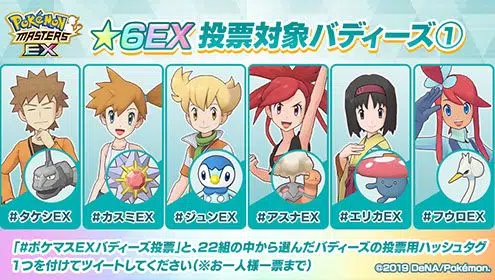 Pokémon
MASTERS
EX
★6EX 投票対象バディーズ①
#タケシEX
#カスミEX
#ジュンEX
#アスナEX
#エリカEX
#フウロEX
「#ポケマスEXバディーズ投票」と、22組の中から選んだバディーズの投票用ハッシュタグ
1つを付けてツイートしてください(※お一人様一票まで)
©2019 DeNA/Pokémon